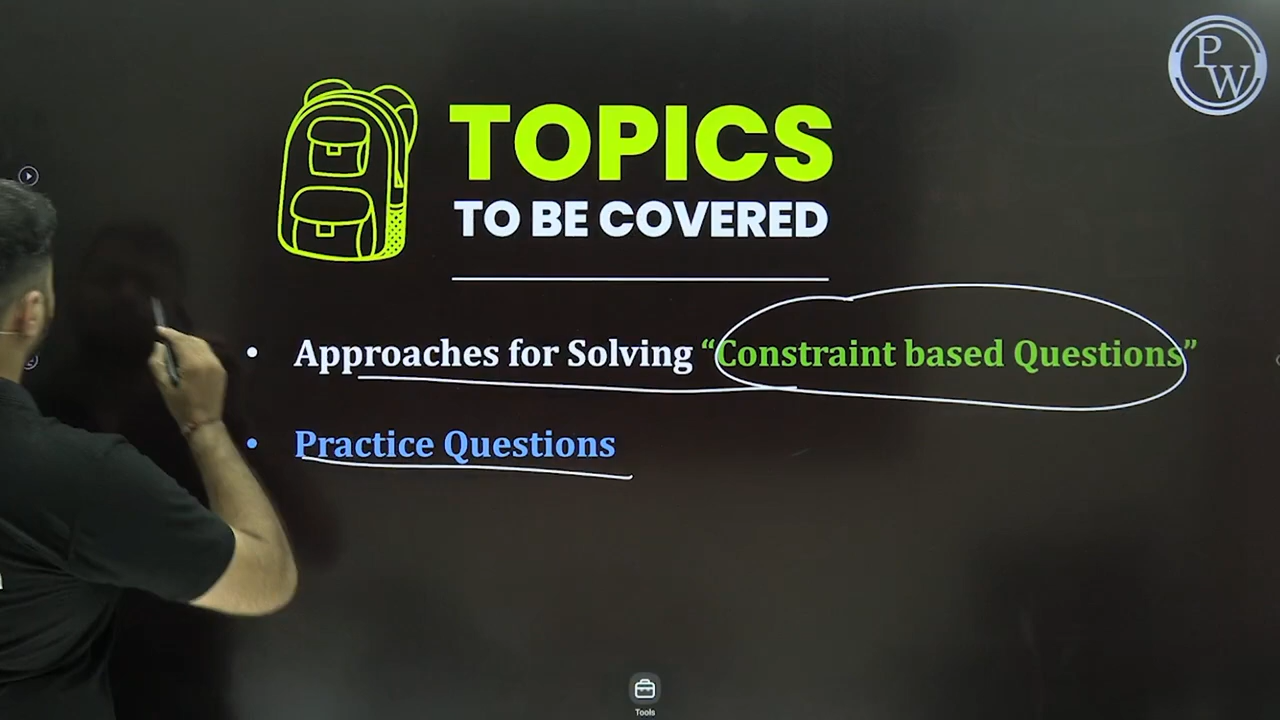 PW
TOPICS
TO BE COVERED
• Approaches for Solving “Constraint based Questions”
• Practice Questions
Tools